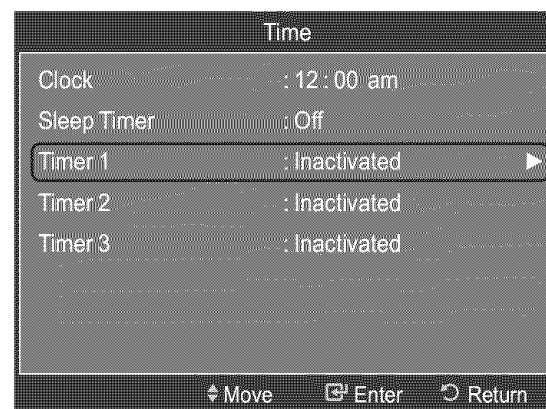 Time
Clock : 12 : 00 am
Sleep Timer : Off
Timer 1 : Inactivated
Timer 2 : Inactivated
Timer 3 : Inactivated
Move Enter Return